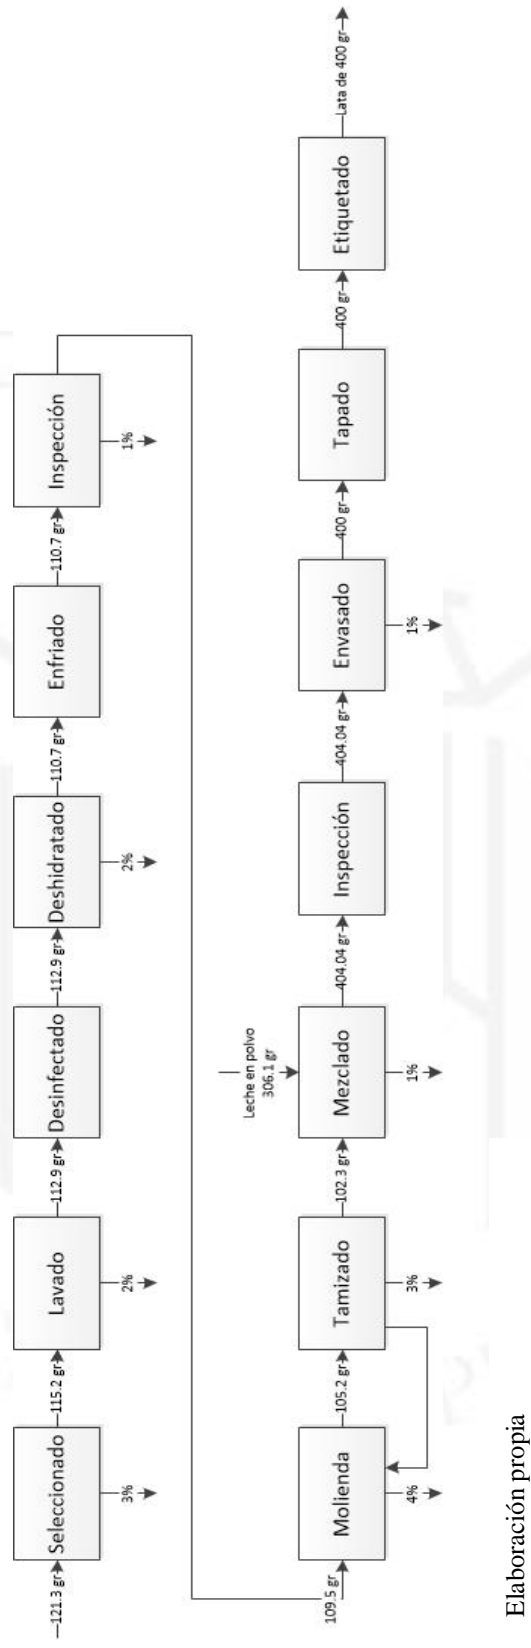 121.3 gr
Seleccionado
3%
115.2 gr
Lavado
2%
112.9 gr
Desinfectado
112.9 gr
Deshidratado
2%
110.7 gr
Enfriado
110.7 gr
Inspección
1%
109.5 gr
Molienda
4%
105.2 gr
Tamizado
3%
102.3 gr
Leche en polvo
306.1 gr
Mezclado
1%
404.04 gr
Inspección
404.04 gr
Envasado
1%
400 gr
Tapado
400 gr
Etiquetado
Lata de 400 gr
Elaboración propia